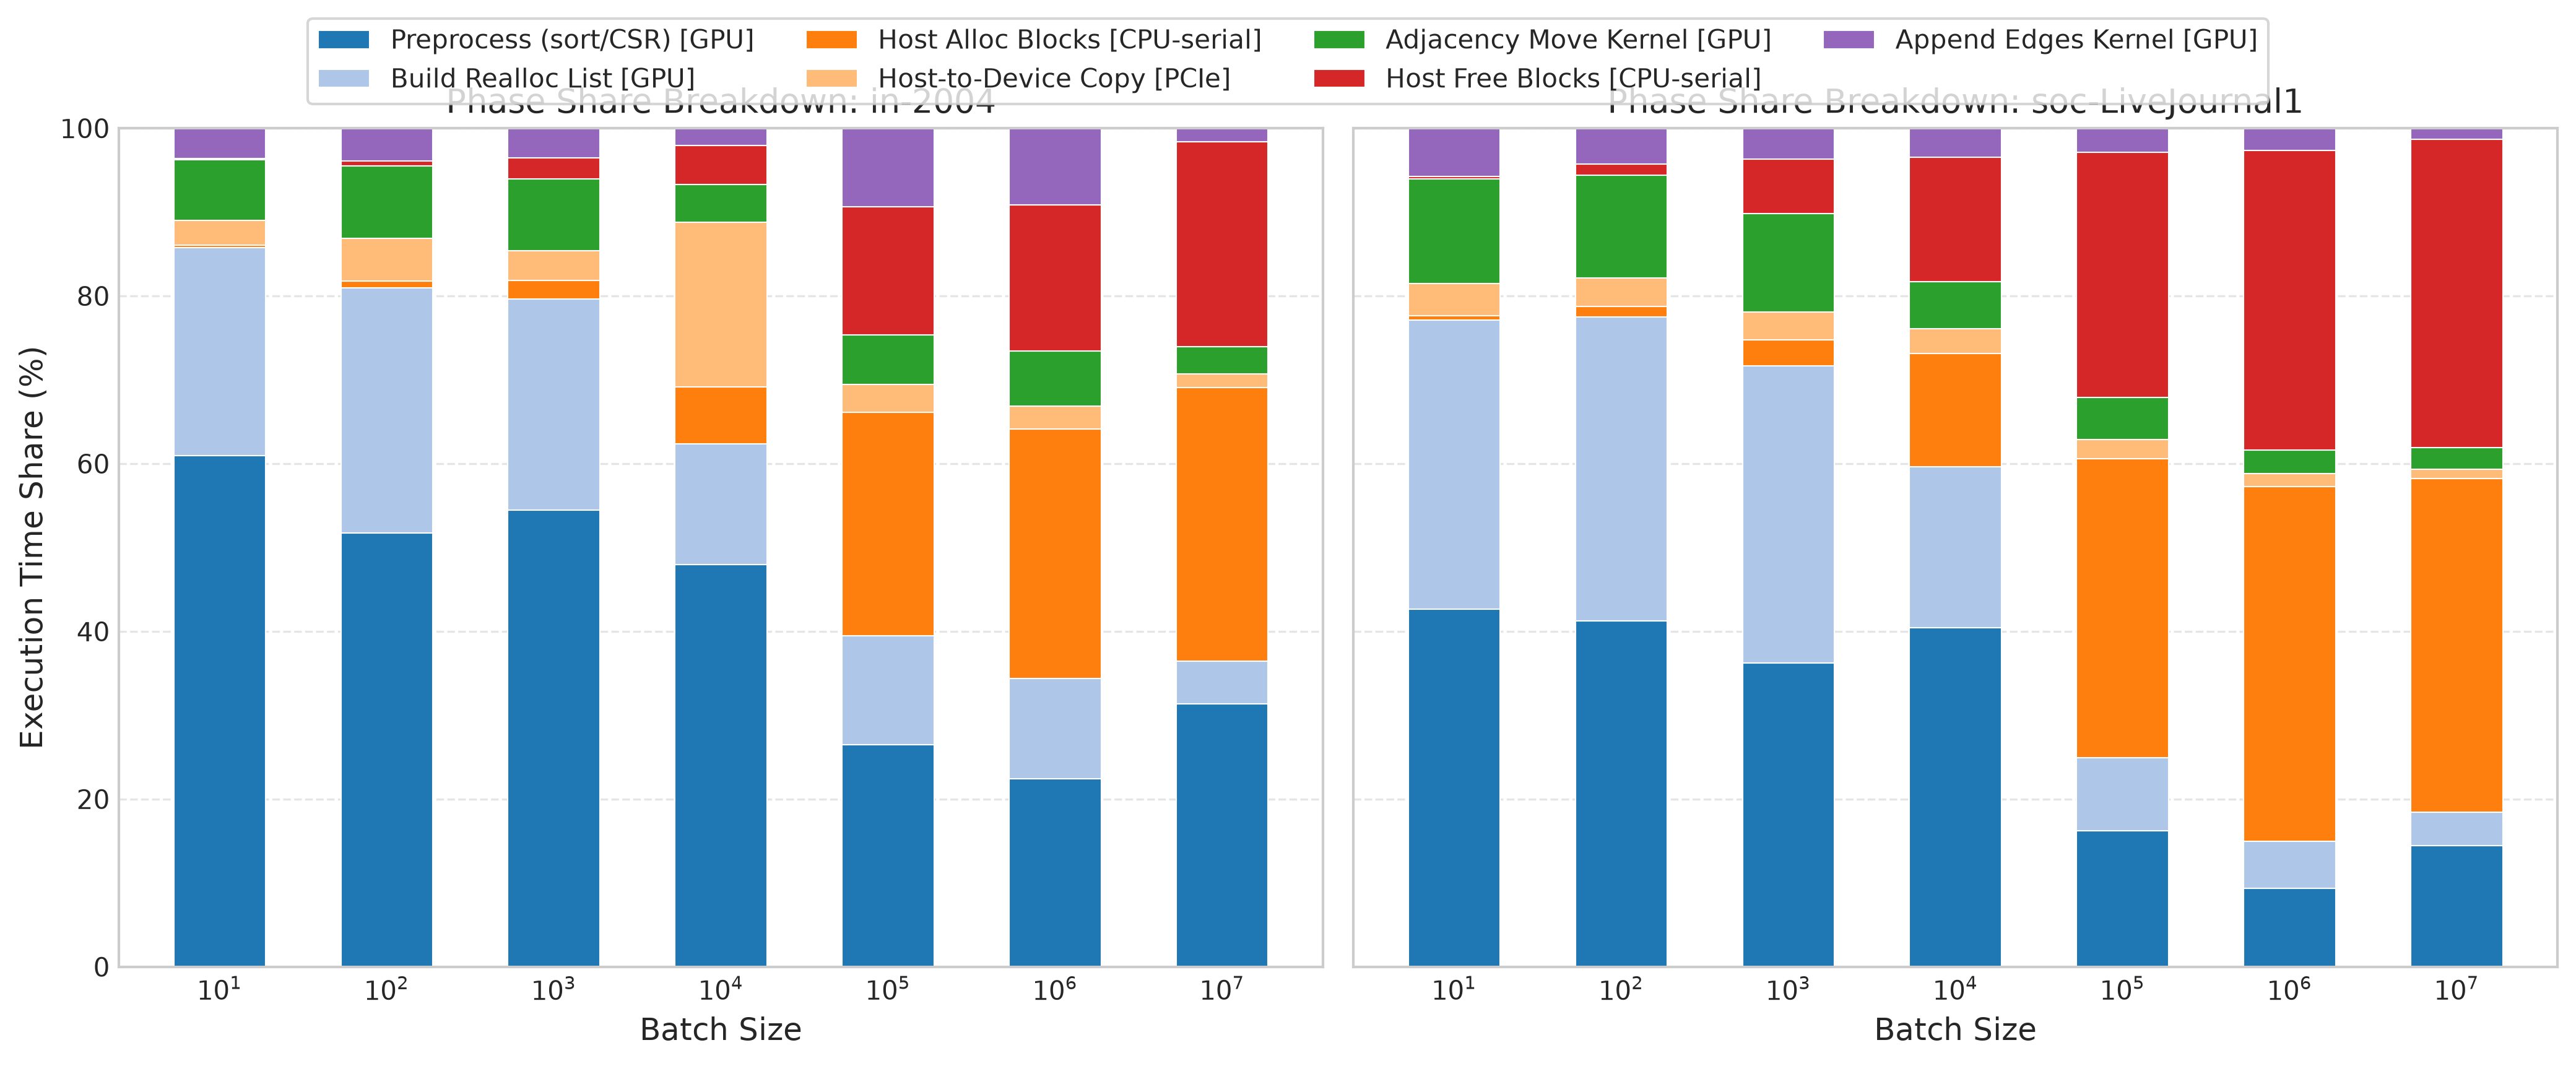 Preprocess (sort/CSR) [GPU]
Build Realloc List [GPU]
Host Alloc Blocks [CPU-serial]
Host-to-Device Copy [PCIe]
Adjacency Move Kernel [GPU]
Host Free Blocks [CPU-serial]
Append Edges Kernel [GPU]
Phase Share Breakdown: in-2004
Phase Share Breakdown: soc-LiveJournal1
Execution Time Share (%)
100
80
60
40
20
0
10¹ 10² 10³ 10⁴ 10⁵ 10⁶ 10⁷
Batch Size
10¹ 10² 10³ 10⁴ 10⁵ 10⁶ 10⁷
Batch Size